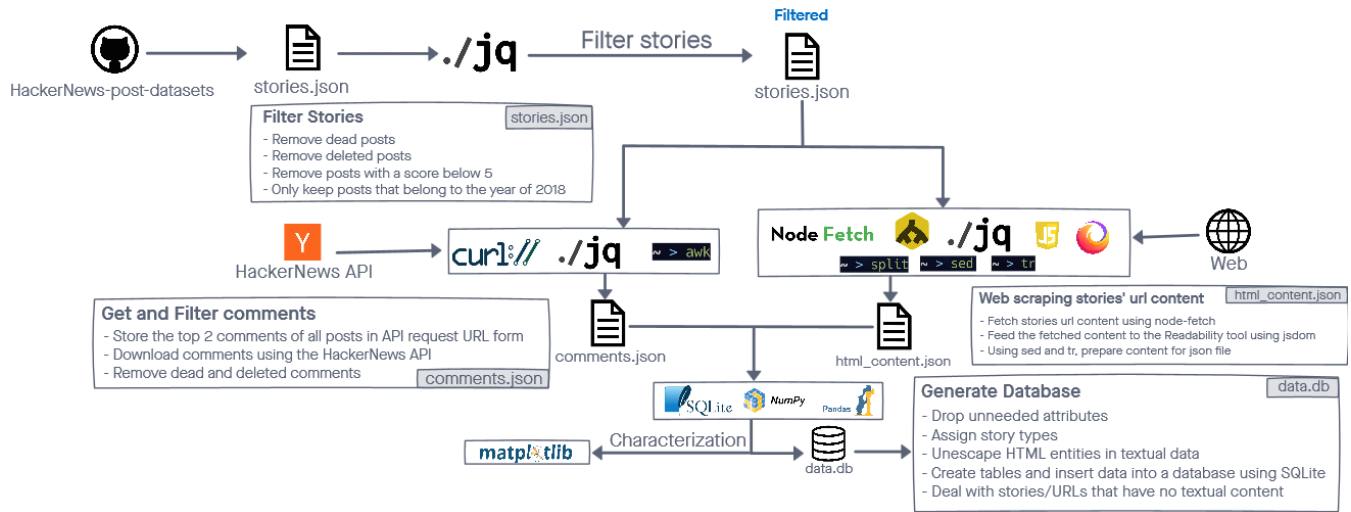 Filtered
./jq
Filter stories
HackerNews-post-datasets
stories.json
stories.json
Filter Stories
stories.json
- Remove dead posts
- Remove deleted posts
- Remove posts with a score below 5
- Only keep posts that belong to the year of 2018
Y
HackerNews API
curl://
./jq
~ > awk
Node Fetch
./jq
JS
~ > split
~ > sed
~ > tr
Web
Get and Filter comments
- Store the top 2 comments of all posts in API request URL form
- Download comments using the HackerNews API
- Remove dead and deleted comments
comments.json
comments.json
html_content.json
Web scraping stories' url content
html_content.json
- Fetch stories url content using node-fetch
- Feed the fetched content to the Readability tool using jsdom
- Using sed and tr, prepare content for json file
SQLite
NumPy
Pandas
Characterization
matplotlib
data.db
Generate Database
data.db
- Drop unneeded attributes
- Assign story types
- Unescape HTML entities in textual data
- Create tables and insert data into a database using SQLite
- Deal with stories/URLs that have no textual content